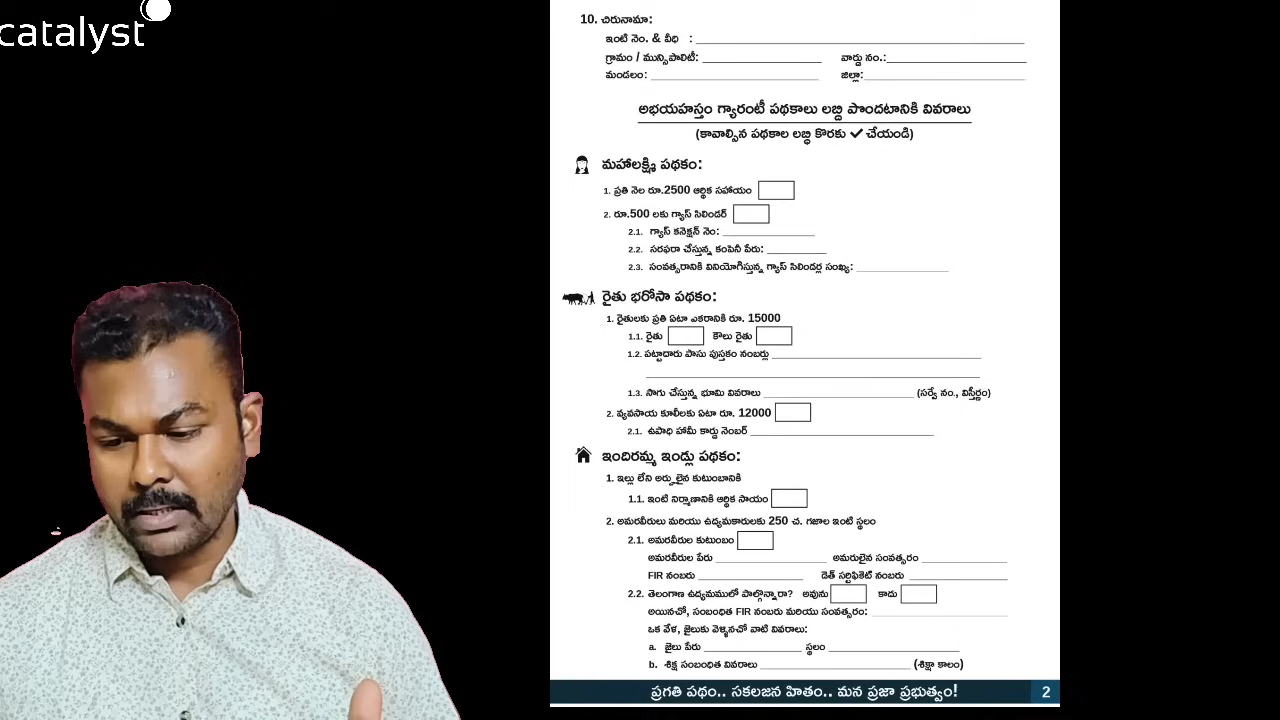 catalyst
10. చిరునామా:
ఇంటి నెం. & వీధి :
గ్రామం / మున్సిపాలిటీ: వార్డు నం.:
మండలం: జిల్లా:
అభయహస్తం గ్యారంటీ పథకాలు లబ్ది పొందటానికి వివరాలు
(కావాల్సిన పథకాల లబ్ధి కొరకు ✓ చేయండి)
మహాలక్ష్మి పథకం:
1. ప్రతి నెల రూ.2500 ఆర్థిక సహాయం
2. రూ.500 లకు గ్యాస్ సిలిండర్
2.1. గ్యాస్ కనెక్షన్ నెం:
2.2. సరఫరా చేస్తున్న కంపెనీ పేరు:
2.3. సంవత్సరానికి వినియోగిస్తున్న గ్యాస్ సిలిండర్ల సంఖ్య:
రైతు భరోసా పథకం:
1. రైతులకు ప్రతి ఏటా ఎకరానికి రూ. 15000
1.1. రైతు కౌలు రైతు
1.2. పట్టాదారు పాసు పుస్తకం నంబర్లు
1.3. సాగు చేస్తున్న భూమి వివరాలు (సర్వే నం., విస్తీర్ణం)
2. వ్యవసాయ కూలీలకు ఏటా రూ. 12000
2.1. ఉపాధి హామీ కార్డు నెంబర్
ఇందిరమ్మ ఇండ్లు పథకం:
1. ఇల్లు లేని అర్హులైన కుటుంబానికి
1.1. ఇంటి నిర్మాణానికి ఆర్థిక సాయం
2. అమరవీరులు మరియు ఉద్యమకారులకు 250 చ. గజాల ఇంటి స్థలం
2.1. అమరవీరుల కుటుంబం
అమరవీరుల పేరు అమరులైన సంవత్సరం
FIR నంబరు డెత్ సర్టిఫికెట్ నంబరు
2.2. తెలంగాణ ఉద్యమములో పాల్గొన్నారా? అవును కాదు
అయినచో, సంబంధిత FIR నంబరు మరియు సంవత్సరం:
ఒక వేళ, జైలుకు వెళ్ళినచో వాటి వివరాలు:
a. జైలు పేరు స్థలం
b. శిక్ష సంబంధిత వివరాలు (శిక్షా కాలం)
ప్రగతి పథం.. సకలజన హితం.. మన ప్రజా ప్రభుత్వం! 2